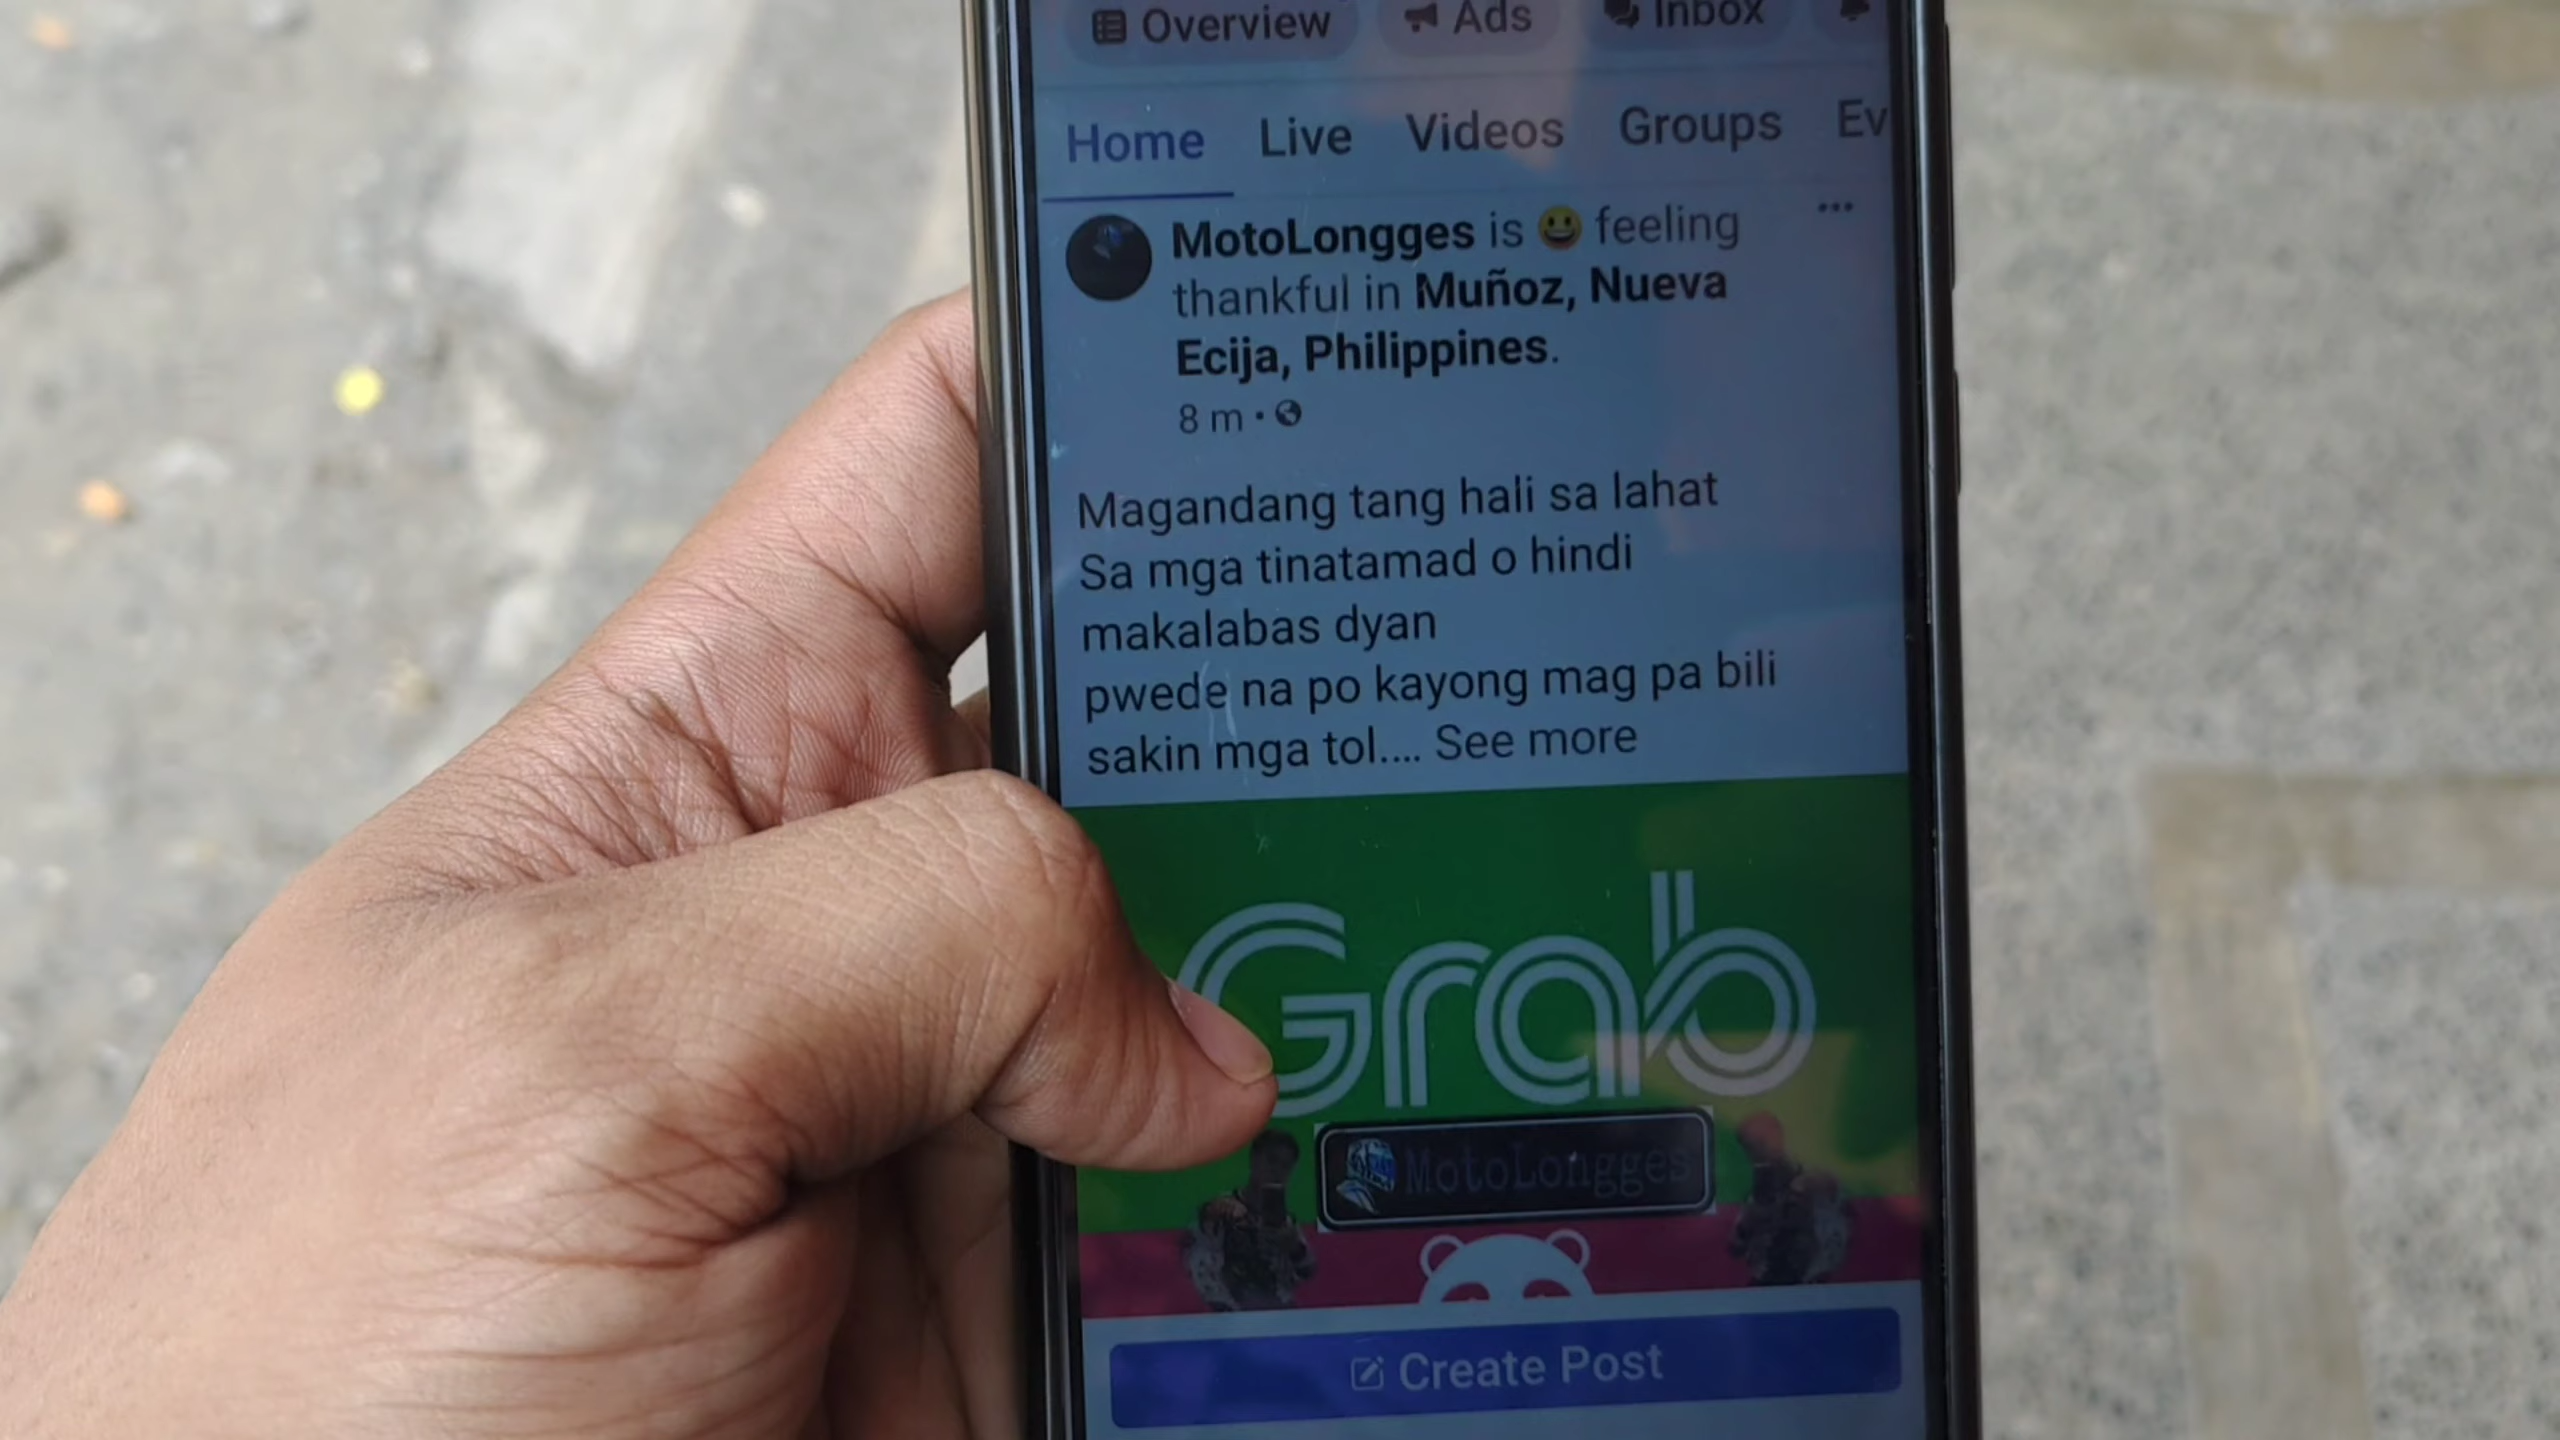 Overview Ads Inbox
Home Live Videos Groups Ev
MotoLongges is 😀 feeling
thankful in Muñoz, Nueva
Ecija, Philippines.
8 m
Magandang tang hali sa lahat
Sa mga tinatamad o hindi
makalabas dyan
pwede na po kayong mag pa bili
sakin mga tol.... See more
Grab
MotoLongges
Create Post